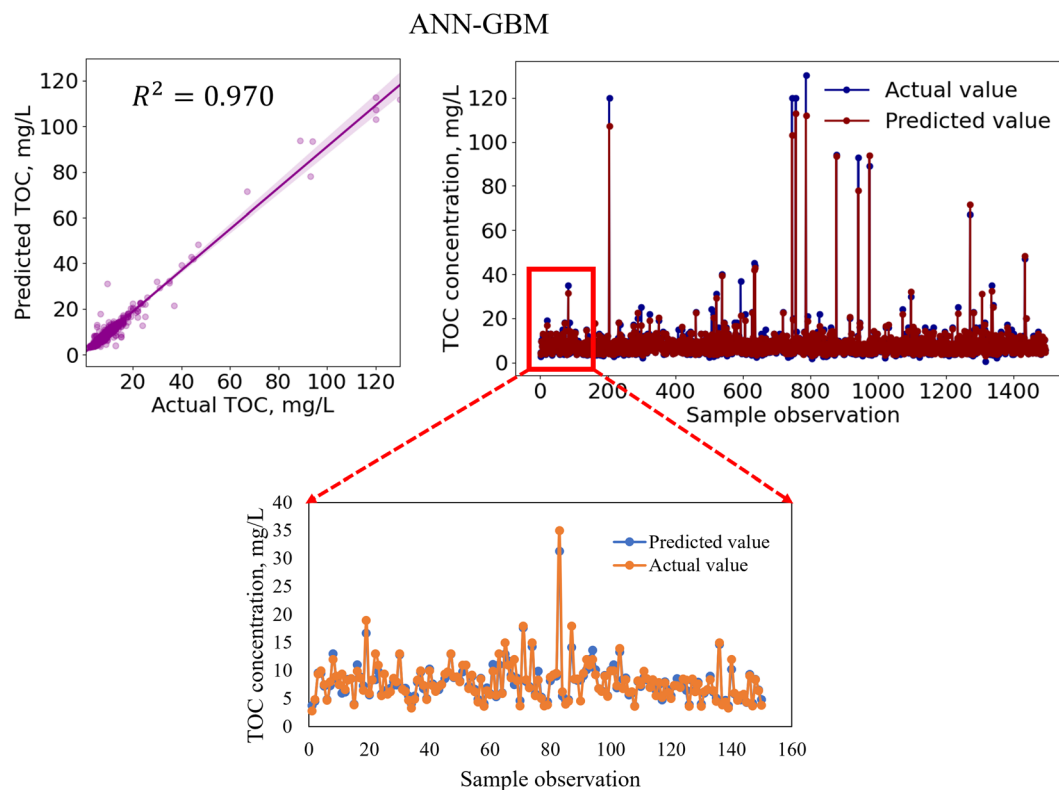 ANN-GBM
R² = 0.970
Predicted TOC, mg/L
120
100
80
60
40
20
0
20 40 60 80 100 120
Actual TOC, mg/L
Actual value
Predicted value
TOC concentration, mg/L
120
100
80
60
40
20
0
0 200 400 600 800 1000 1200 1400
Sample observation
Predicted value
Actual value
TOC concentration, mg/L
40
35
30
25
20
15
10
5
0
0 20 40 60 80 100 120 140 160
Sample observation